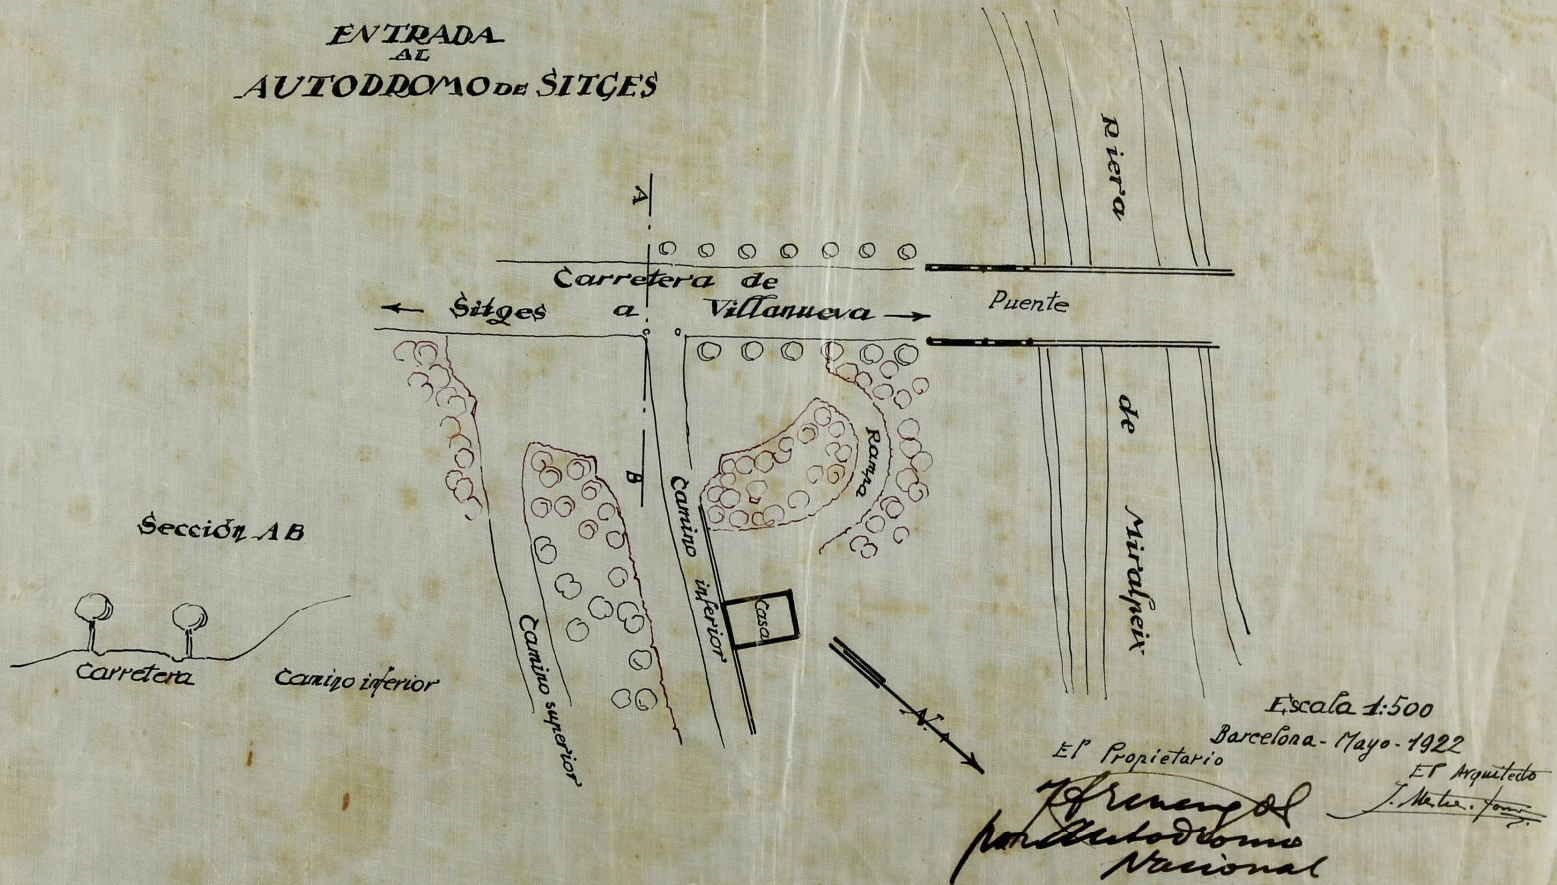 ENTRADA
AL
AUTODROMO DE SITGES
A
Carretera de
← Sitges a Villanueva →
Puente
Riera
de
Miralpeix
B
Rampa
Camino inferior
Casa
Camino superior
Sección AB
Carretera
Camino inferior
N.
Escala 1:500
Barcelona - Mayo - 1922
El Propietario
El Arquitecto
por Autodromo
Nacional